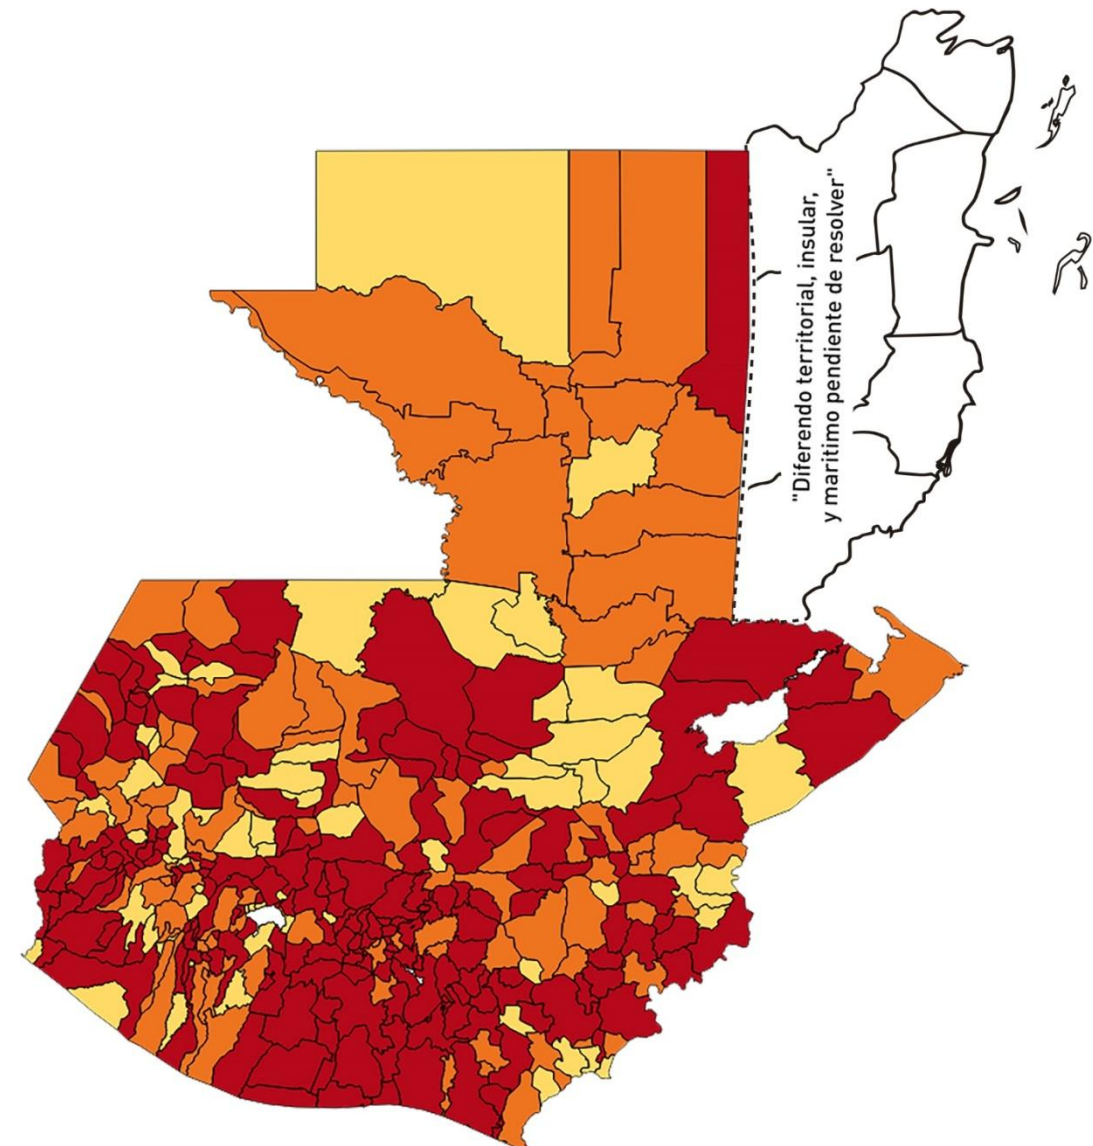 "Diferendo territorial, insular,
y marítimo pendiente de resolver"